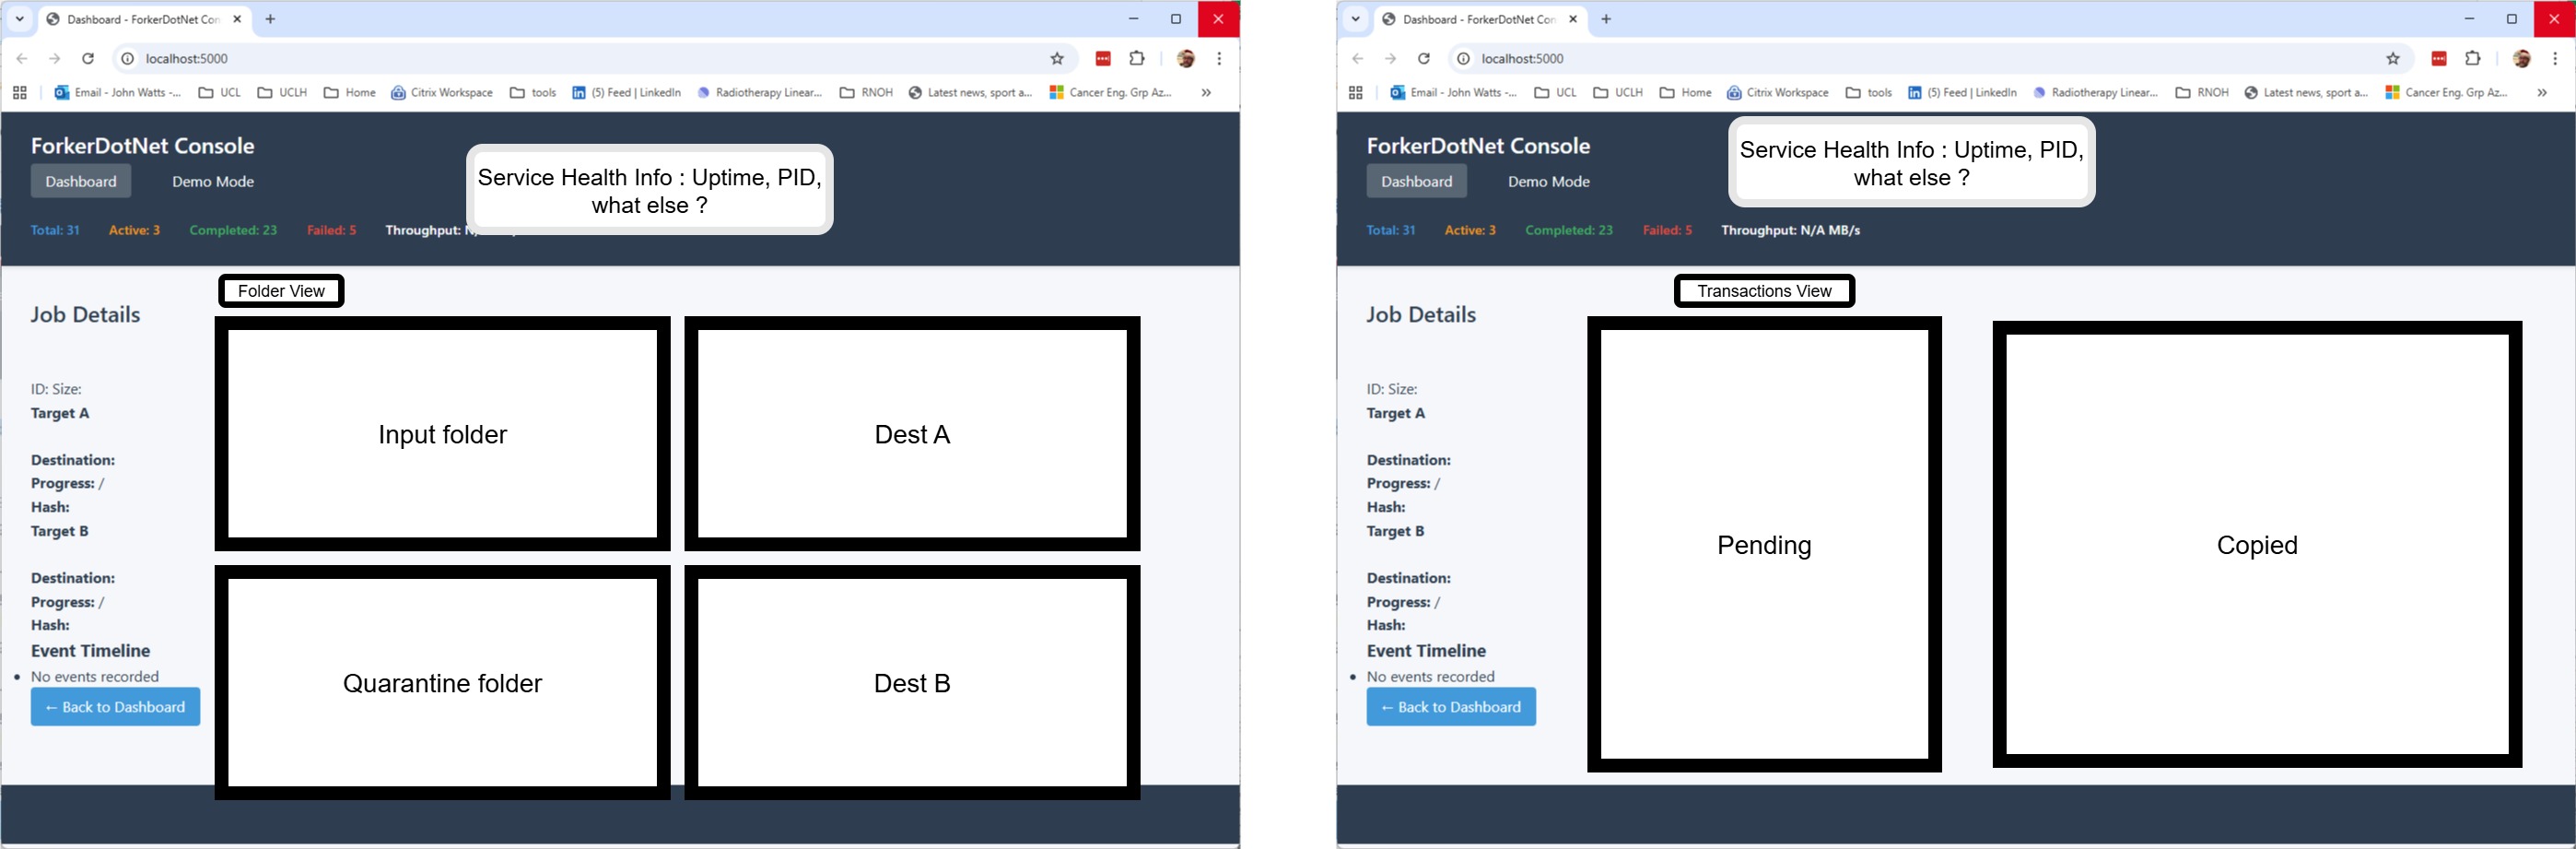 Dashboard - ForkerDotNet Con
localhost:5000
Email - John Watts -... UCL UCLH Home Citrix Workspace tools (5) Feed | LinkedIn Radiotherapy Linear... RNOH Latest news, sport a... Cancer Eng. Grp Az... »
ForkerDotNet Console
Dashboard Demo Mode
Service Health Info : Uptime, PID,
what else ?
Total: 31 Active: 3 Completed: 23 Failed: 5 Throughput:
Folder View
Job Details
ID: Size:
Target A
Destination:
Progress: /
Hash:
Target B
Destination:
Progress: /
Hash:
Event Timeline
• No events recorded
← Back to Dashboard
Input folder
Dest A
Quarantine folder
Dest B
Dashboard - ForkerDotNet Con
localhost:5000
Email - John Watts -... UCL UCLH Home Citrix Workspace tools (5) Feed | LinkedIn Radiotherapy Linear... RNOH Latest news, sport a... Cancer Eng. Grp Az... »
ForkerDotNet Console
Dashboard Demo Mode
Service Health Info : Uptime, PID,
what else ?
Total: 31 Active: 3 Completed: 23 Failed: 5 Throughput: N/A MB/s
Transactions View
Job Details
ID: Size:
Target A
Destination:
Progress: /
Hash:
Target B
Destination:
Progress: /
Hash:
Event Timeline
• No events recorded
← Back to Dashboard
Pending
Copied